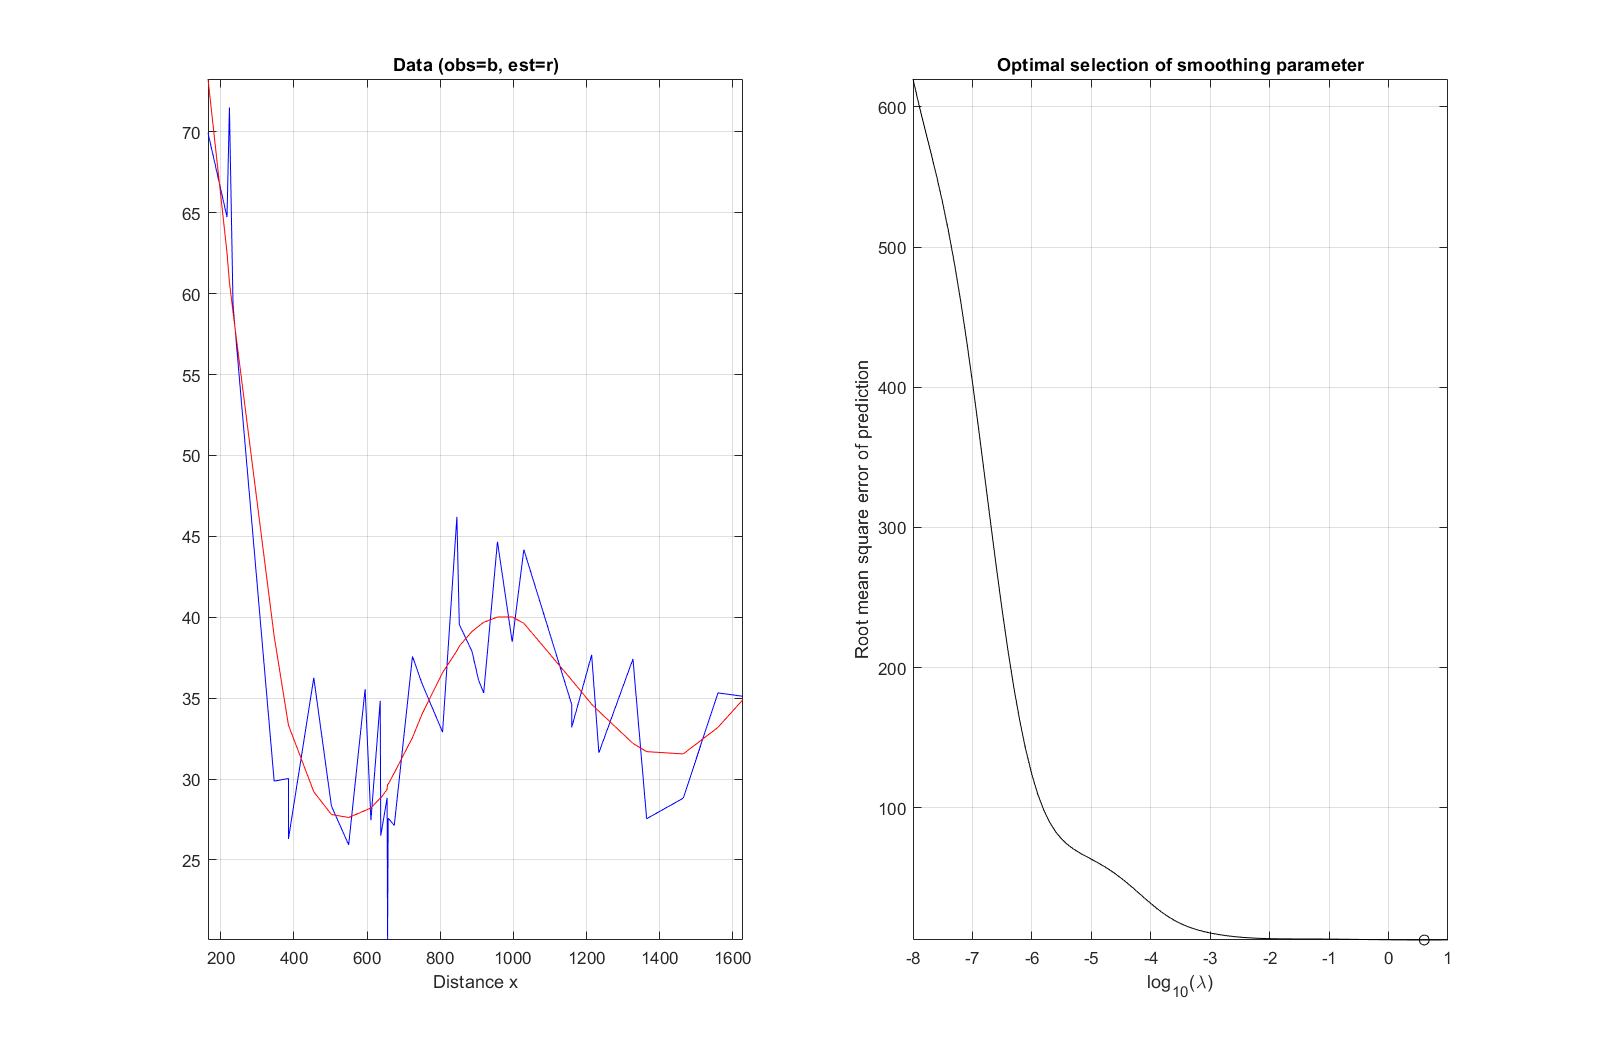 Data (obs=b, est=r)
70
65
60
55
50
45
40
35
30
25
200 400 600 800 1000 1200 1400 1600
Distance x
Optimal selection of smoothing parameter
Root mean square error of prediction
600
500
400
300
200
100
-8 -7 -6 -5 -4 -3 -2 -1 0 1
log10(λ)